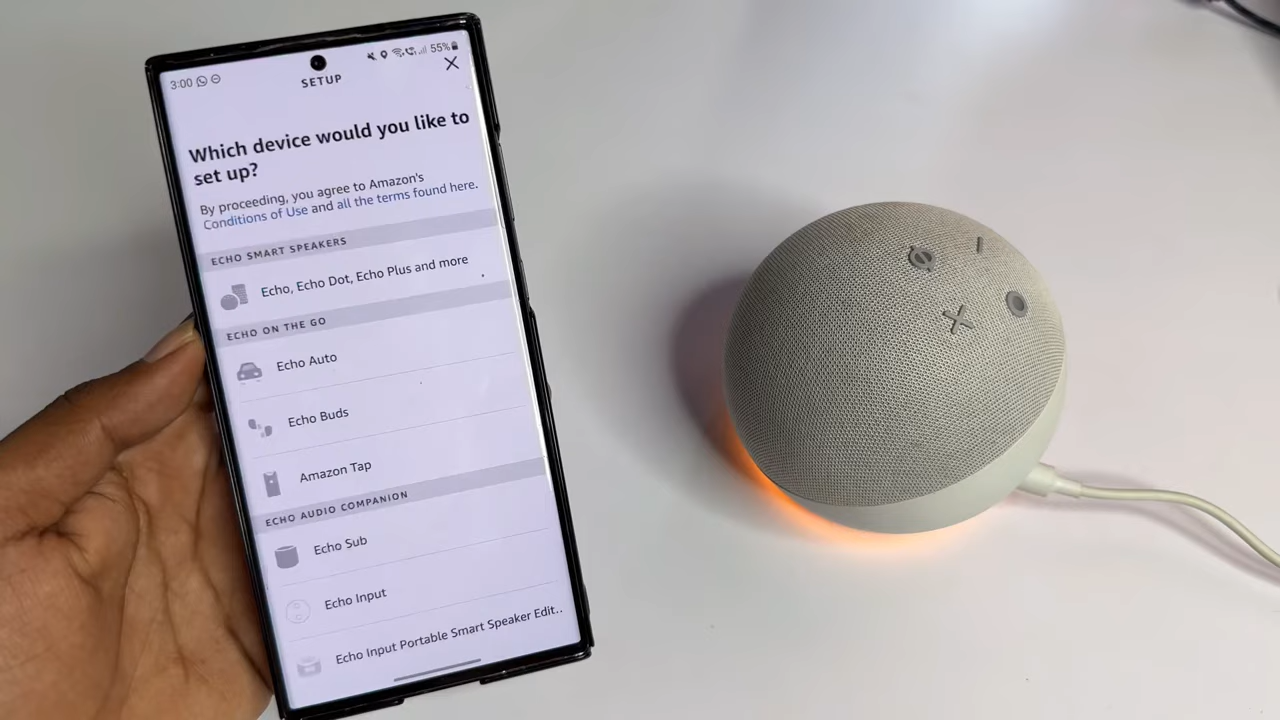 3:00
55%
SETUP
Which device would you like to
set up?
By proceeding, you agree to Amazon's
Conditions of Use and all the terms found here.
ECHO SMART SPEAKERS
Echo, Echo Dot, Echo Plus and more
ECHO ON THE GO
Echo Auto
Echo Buds
Amazon Tap
ECHO AUDIO COMPANION
Echo Sub
Echo Input
Echo Input Portable Smart Speaker Edit..